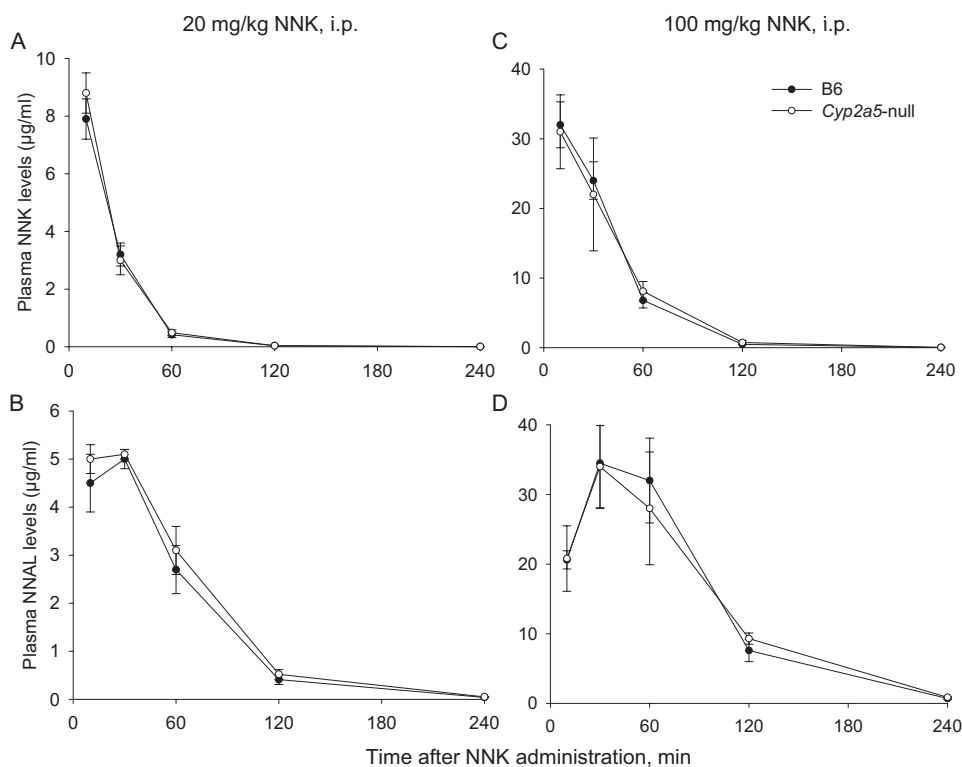 20 mg/kg NNK, i.p.
100 mg/kg NNK, i.p.
A
Plasma NNK levels (µg/ml)
10
8
6
4
2
0
0 60 120 180 240
C
40
30
20
10
0
0 60 120 180 240
B6
Cyp2a5-null
B
Plasma NNAL levels (µg/ml)
6
5
4
3
2
1
0
0 60 120 180 240
D
40
30
20
10
0
0 60 120 180 240
Time after NNK administration, min